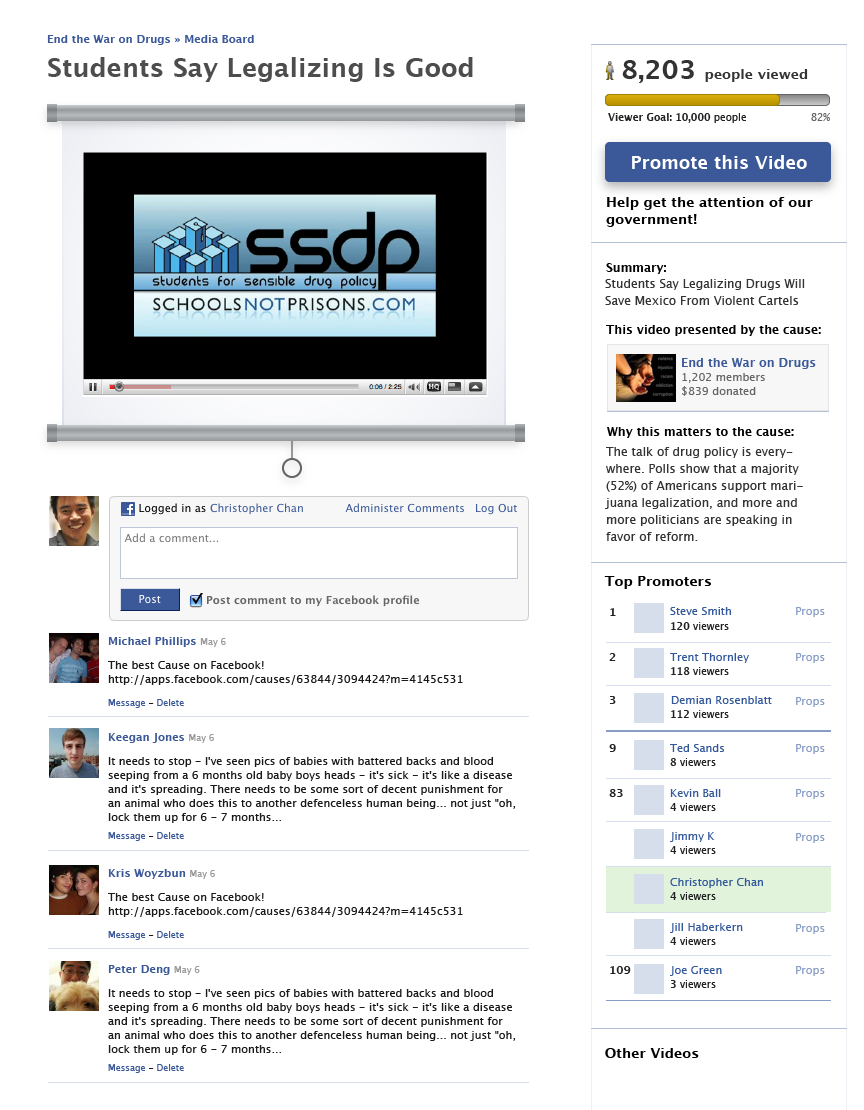 End the War on Drugs » Media Board
Students Say Legalizing Is Good
ssdp
students for sensible drug policy
SCHOOLSNOTPRISONS.COM
0:06 / 2:25
HQ
Logged in as Christopher Chan
Administer Comments Log Out
Add a comment...
Post
Post comment to my Facebook profile
Michael Phillips May 6
The best Cause on Facebook!
http://apps.facebook.com/causes/63844/3094424?m=4145c531
Message – Delete
Keegan Jones May 6
It needs to stop – I've seen pics of babies with battered backs and blood
seeping from a 6 months old baby boys heads – it's sick – it's like a disease
and it's spreading. There needs to be some sort of decent punishment for
an animal who does this to another defenceless human being... not just "oh,
lock them up for 6 – 7 months...
Message – Delete
Kris Woyzbun May 6
The best Cause on Facebook!
http://apps.facebook.com/causes/63844/3094424?m=4145c531
Message – Delete
Peter Deng May 6
It needs to stop – I've seen pics of babies with battered backs and blood
seeping from a 6 months old baby boys heads – it's sick – it's like a disease
and it's spreading. There needs to be some sort of decent punishment for
an animal who does this to another defenceless human being... not just "oh,
lock them up for 6 – 7 months...
Message – Delete
8,203 people viewed
Viewer Goal: 10,000 people 82%
Promote this Video
Help get the attention of our
government!
Summary:
Students Say Legalizing Drugs Will
Save Mexico From Violent Cartels
This video presented by the cause:
End the War on Drugs
1,202 members
$839 donated
Why this matters to the cause:
The talk of drug policy is every–
where. Polls show that a majority
(52%) of Americans support mari–
juana legalization, and more and
more politicians are speaking in
favor of reform.
Top Promoters
1 Steve Smith Props
120 viewers
2 Trent Thornley Props
118 viewers
3 Demian Rosenblatt Props
112 viewers
9 Ted Sands Props
8 viewers
83 Kevin Ball Props
4 viewers
Jimmy K Props
4 viewers
Christopher Chan
4 viewers
Jill Haberkern Props
4 viewers
109 Joe Green Props
3 viewers
Other Videos